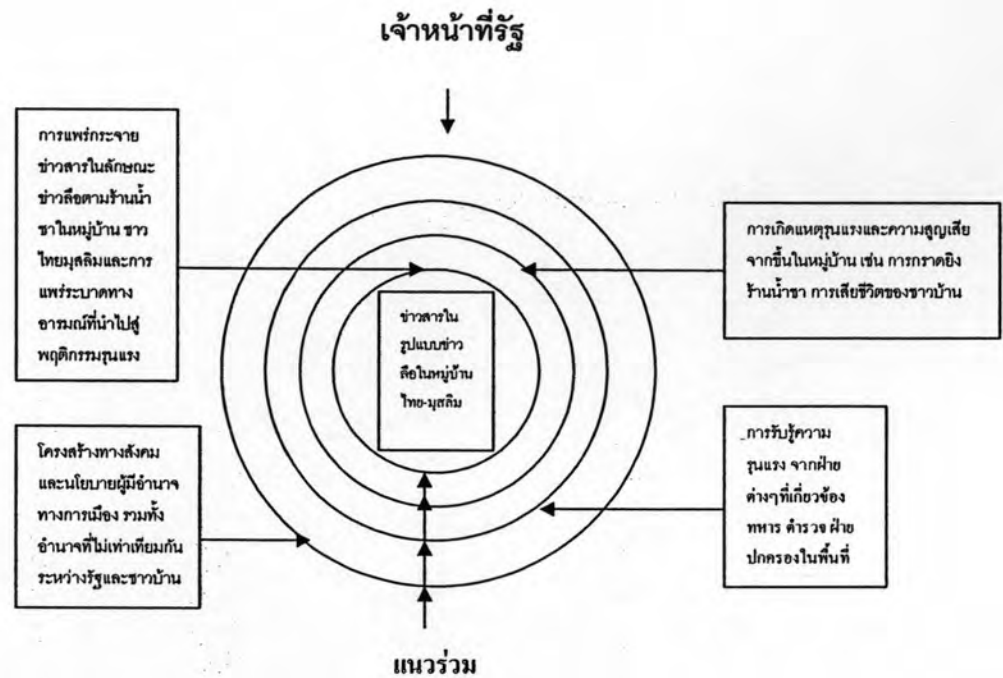 เจ้าหน้าที่รัฐ
การแพร่กระจาย
ข่าวสารในลักษณะ
ข่าวลือตามร้านน้ำ
ชาในหมู่บ้าน ชาว
ไทยมุสลิมและการ
แพร่ระบาดทาง
อารมณ์ที่นำไปสู่
พฤติกรรมรุนแรง
การเกิดแหตุรุนแรงและความสูญเสีย
จากขึ้นในหมู่บ้าน เช่น การกราดยิง
ร้านน้ำชา การเสียชีวิตของชาวบ้าน
ข่าวสารใน
รูปแบบข่าว
ลือในหมู่บ้าน
ไทย-มุสลิม
โครงสร้างทางสังคม
และนโยบายผู้มีอำนาจ
ทางการเมือง รวมทั้ง
อำนาจที่ไม่เท่าเทียมกัน
ระหว่างรัฐและชาวบ้าน
การรับรู้ความ
รุนแรง จากฝ่าย
ต่างๆที่เกี่ยวข้อง
ทหาร ตำรวจ ฝ่าย
ปกครองในพื้นที่
แนวร่วม